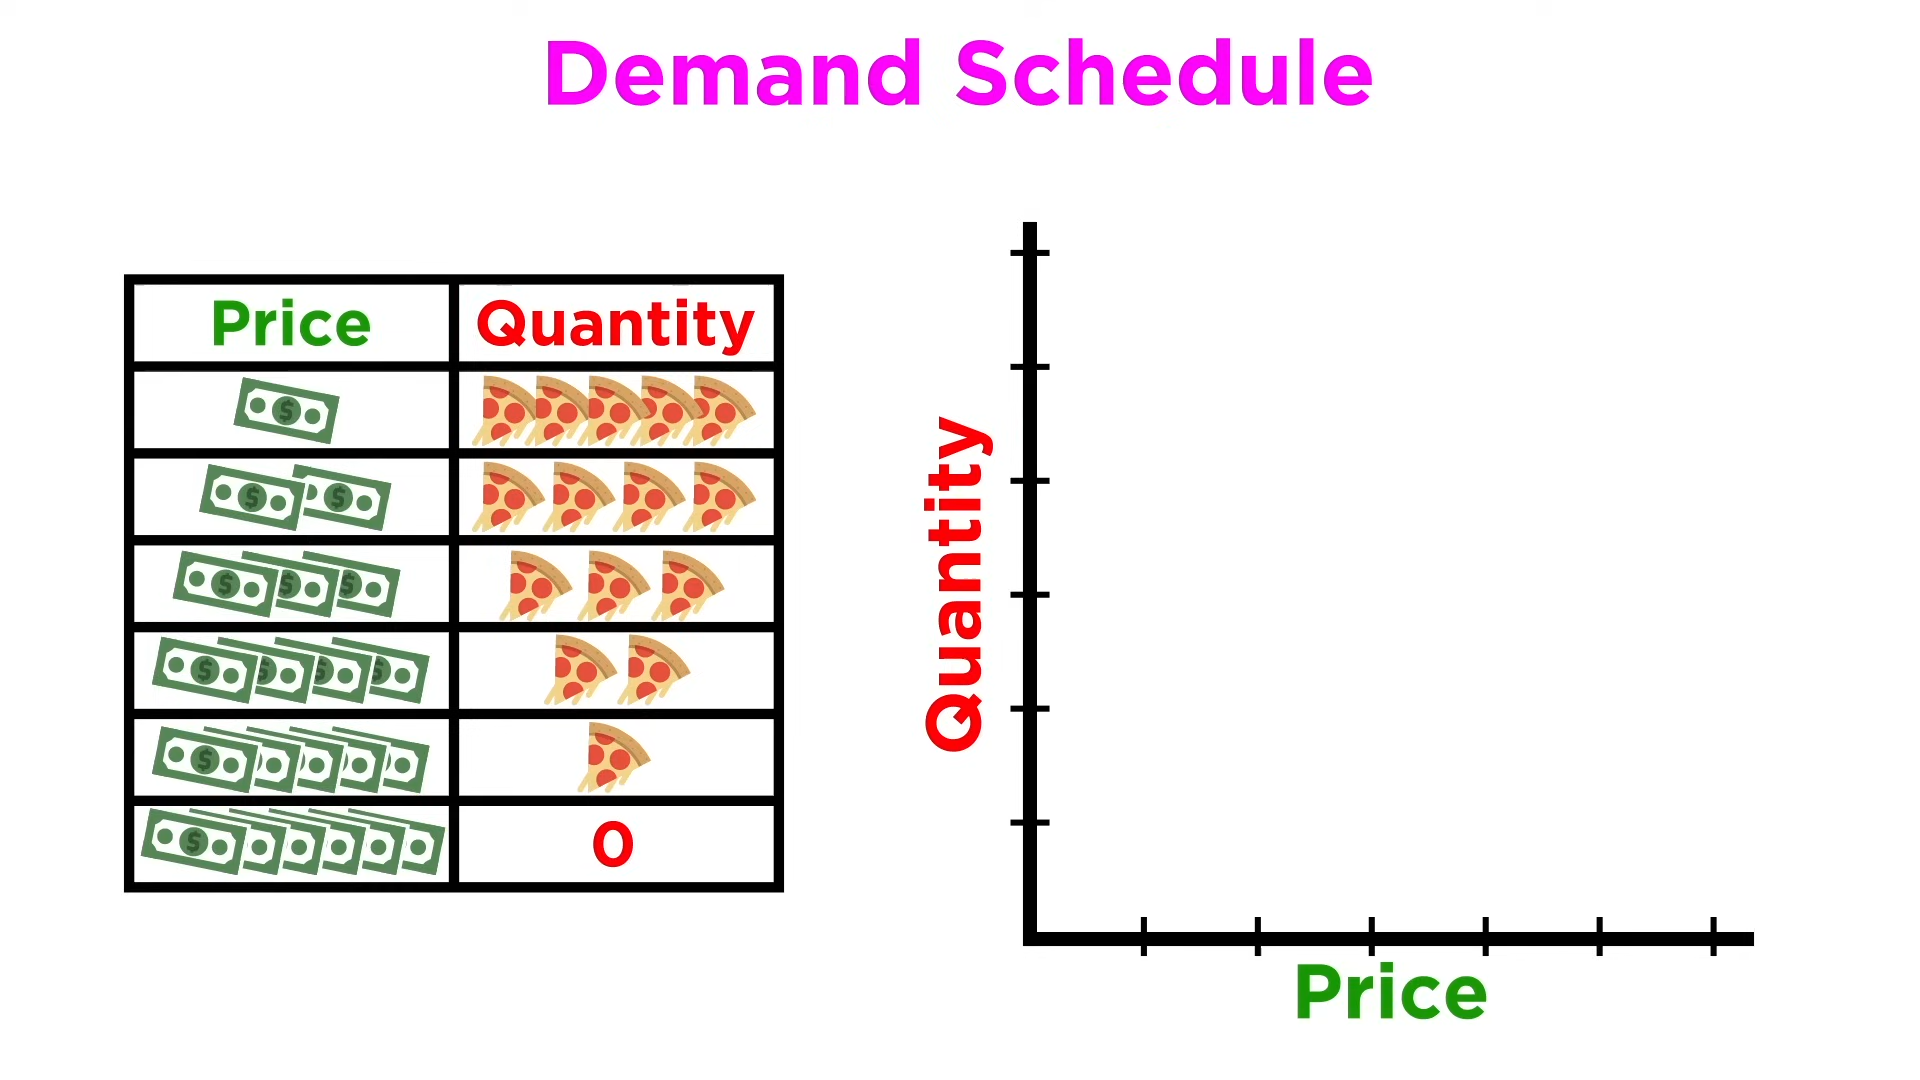 Demand Schedule
Price Quantity
$
$ $
$ $ $
$ $ $ $
$
$ 0
Quantity
Price